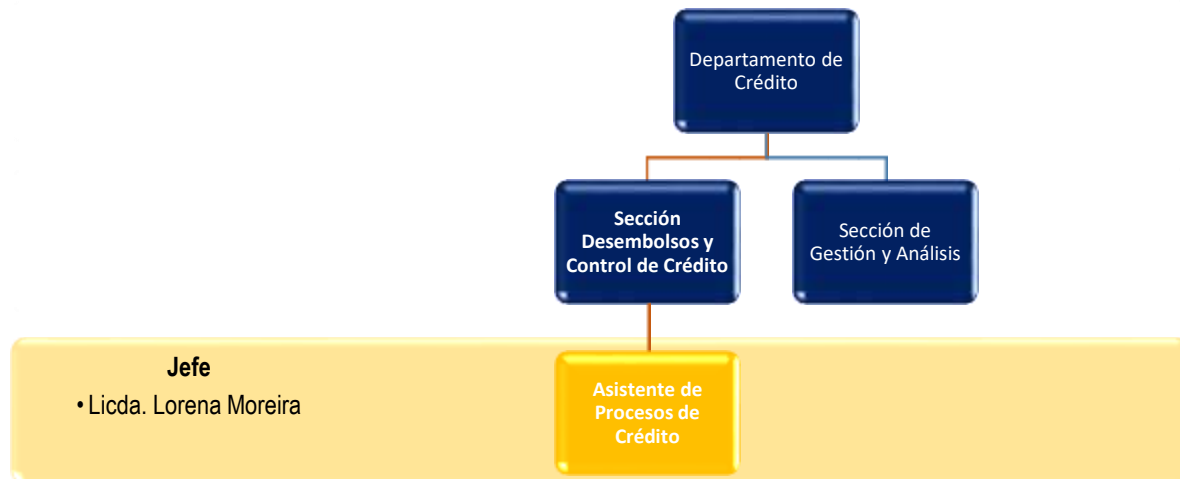 Departamento de
Crédito
Sección
Desembolsos y
Control de Crédito
Sección de
Gestión y Análisis
Jefe
• Licda. Lorena Moreira
Asistente de
Procesos de
Crédito